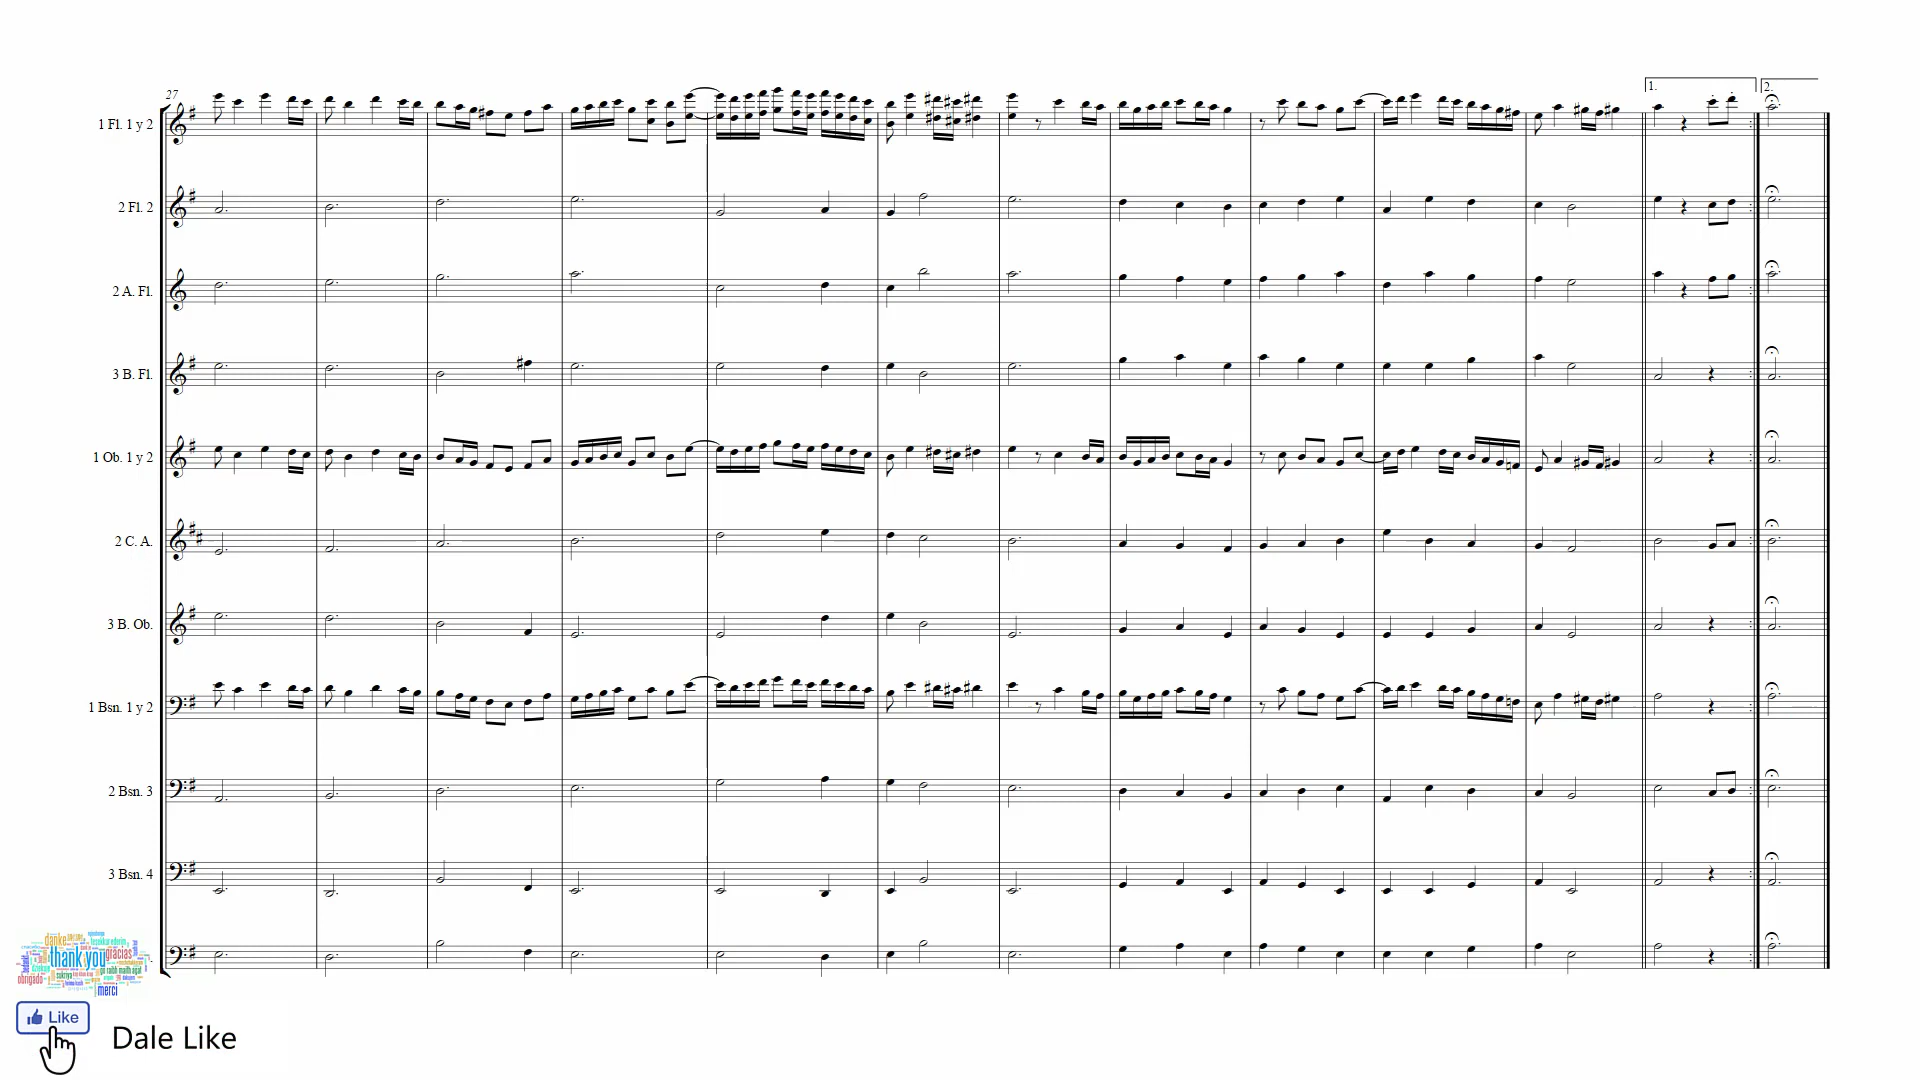 27
1.
2.
1 Fl. 1 y 2
2 Fl. 2
2 A. Fl.
3 B. Fl.
1 Ob. 1 y 2
2 C. A.
3 B. Ob.
1 Bsn. 1 y 2
2 Bsn. 3
3 Bsn. 4
danke
thank you
gracias
obrigado
merci
Like
Dale Like